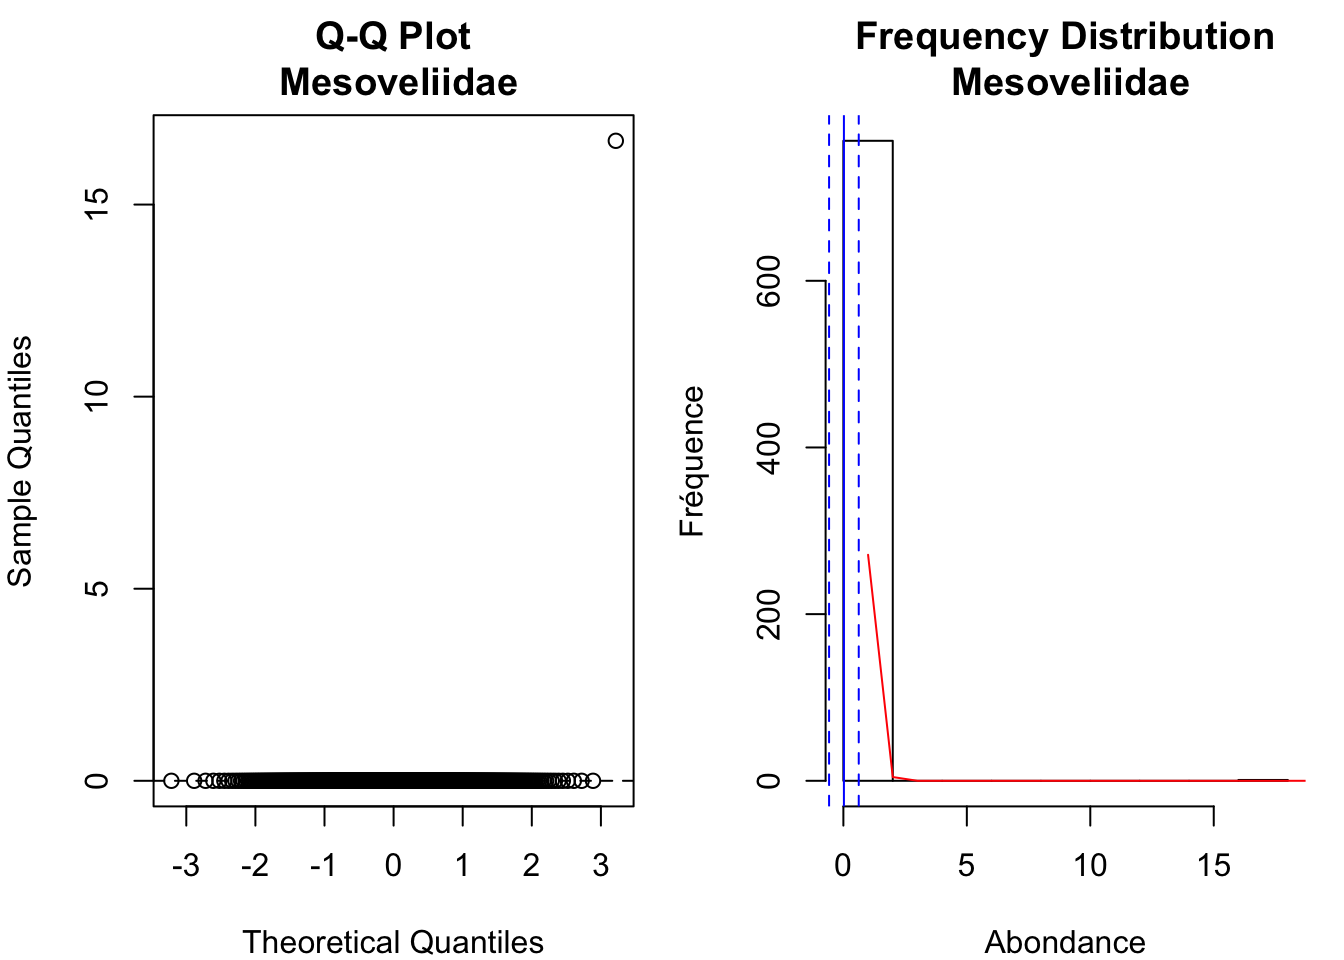 Q-Q Plot
Mesoveliidae
Sample Quantiles
15
10
5
0
-3 -2 -1 0 1 2 3
Theoretical Quantiles
Frequency Distribution
Mesoveliidae
Fréquence
600
400
200
0
0 5 10 15
Abondance